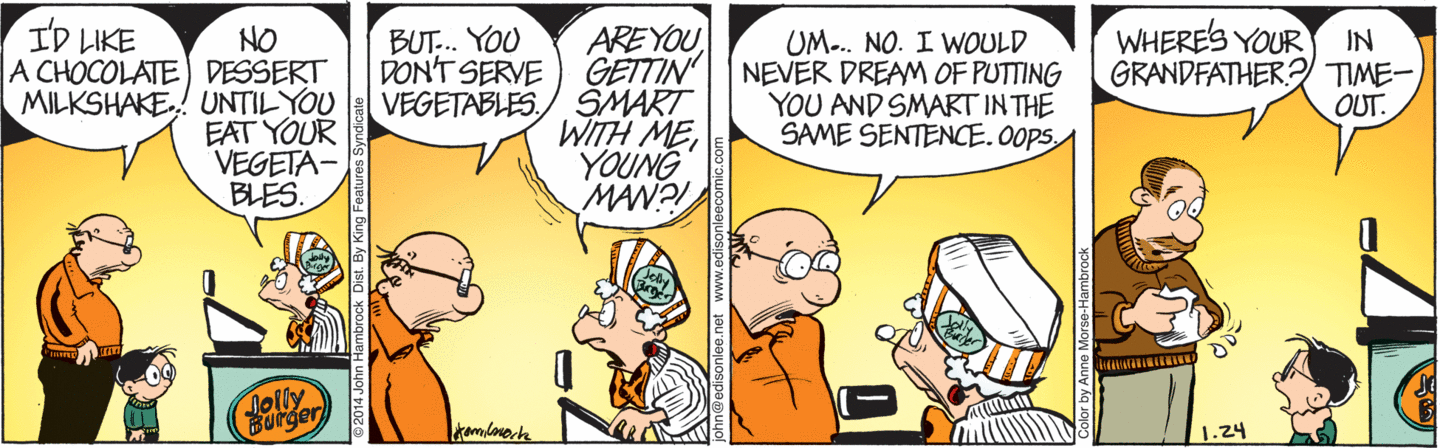 I'D LIKE
A CHOCOLATE
MILKSHAKE..
NO
DESSERT
UNTIL YOU
EAT YOUR
VEGETA–
BLES.
Jolly
Burger
Jolly
Burger
© 2014 John Hambrock Dist. By King Features Syndicate
BUT... YOU
DON'T SERVE
VEGETABLES.
ARE YOU
GETTIN'
SMART
WITH ME,
YOUNG
MAN?!
Jolly
Burger
Hambrock
john@edisonlee.net www.edisonleecomic.com
UM... NO. I WOULD
NEVER DREAM OF PUTTING
YOU AND SMART IN THE
SAME SENTENCE. OOPS.
Jolly
Burger
Color by Anne Morse-Hambrock
WHERE'S YOUR
GRANDFATHER?
IN
TIME–
OUT.
J
B
1.24